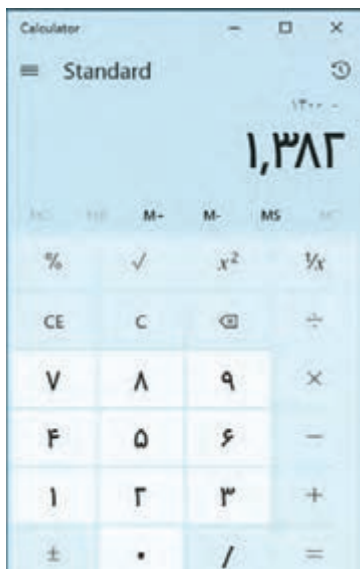 Calculator
Standard
۱۳۰۰ -
۱,۳۸۲
M+ M- MS
% √ x² ¹/x
CE C ÷
۷ ۸ ۹ ×
۴ ۵ ۶ −
۱ ۲ ۳ +
± ۰ / =